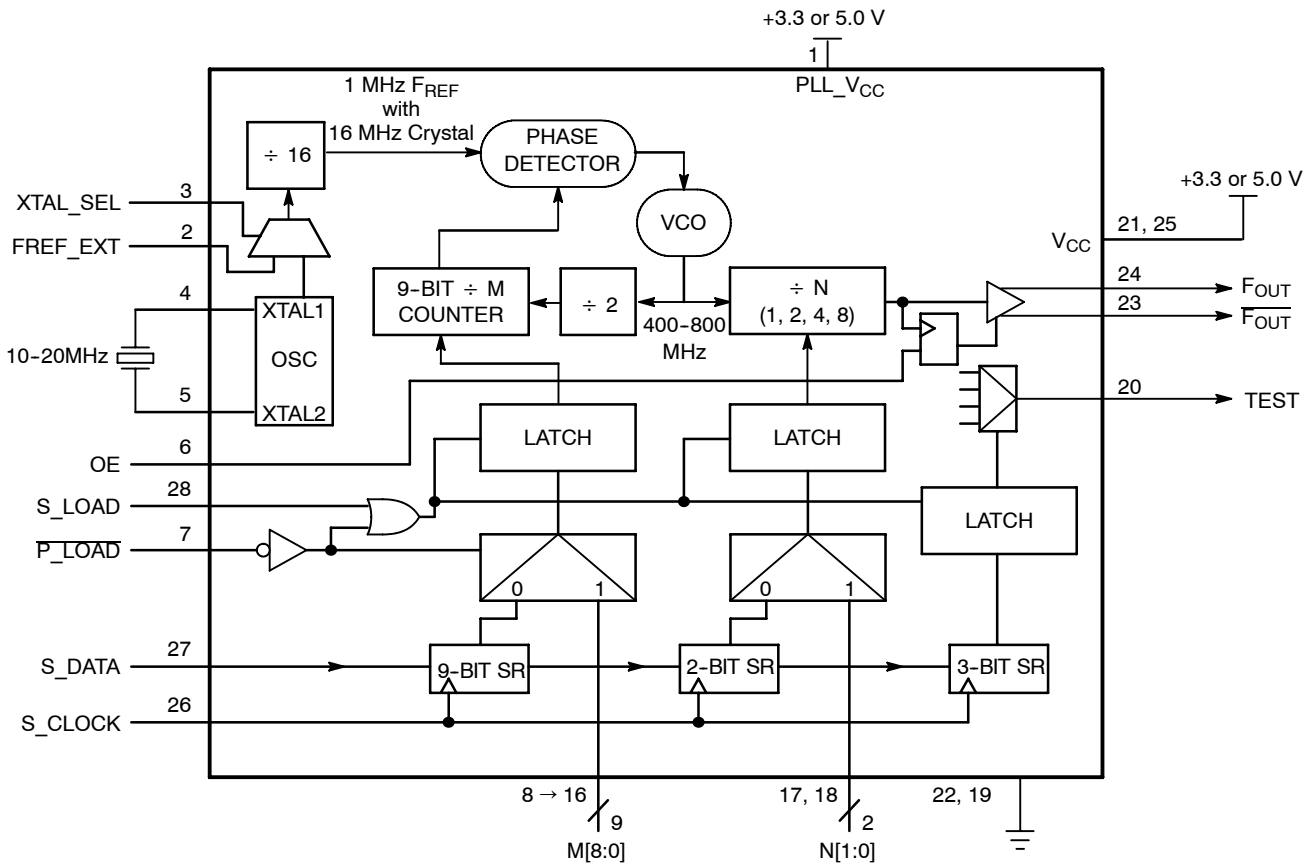 +3.3 or 5.0 V
1
PLL_VCC
1 MHz FREF
with
16 MHz Crystal
÷ 16
PHASE
DETECTOR
VCO
XTAL_SEL
3
FREF_EXT
2
+3.3 or 5.0 V
21, 25
VCC
9-BIT ÷ M
COUNTER
÷ 2
400-800
MHz
÷ N
(1, 2, 4, 8)
24
FOUT
23
FOUT
4
XTAL1
10-20MHz
OSC
5
XTAL2
20
TEST
LATCH
LATCH
OE
6
S_LOAD
28
LATCH
P_LOAD
7
0
1
0
1
S_DATA
27
9-BIT SR
2-BIT SR
3-BIT SR
S_CLOCK
26
8 → 16
9
M[8:0]
17, 18
2
N[1:0]
22, 19